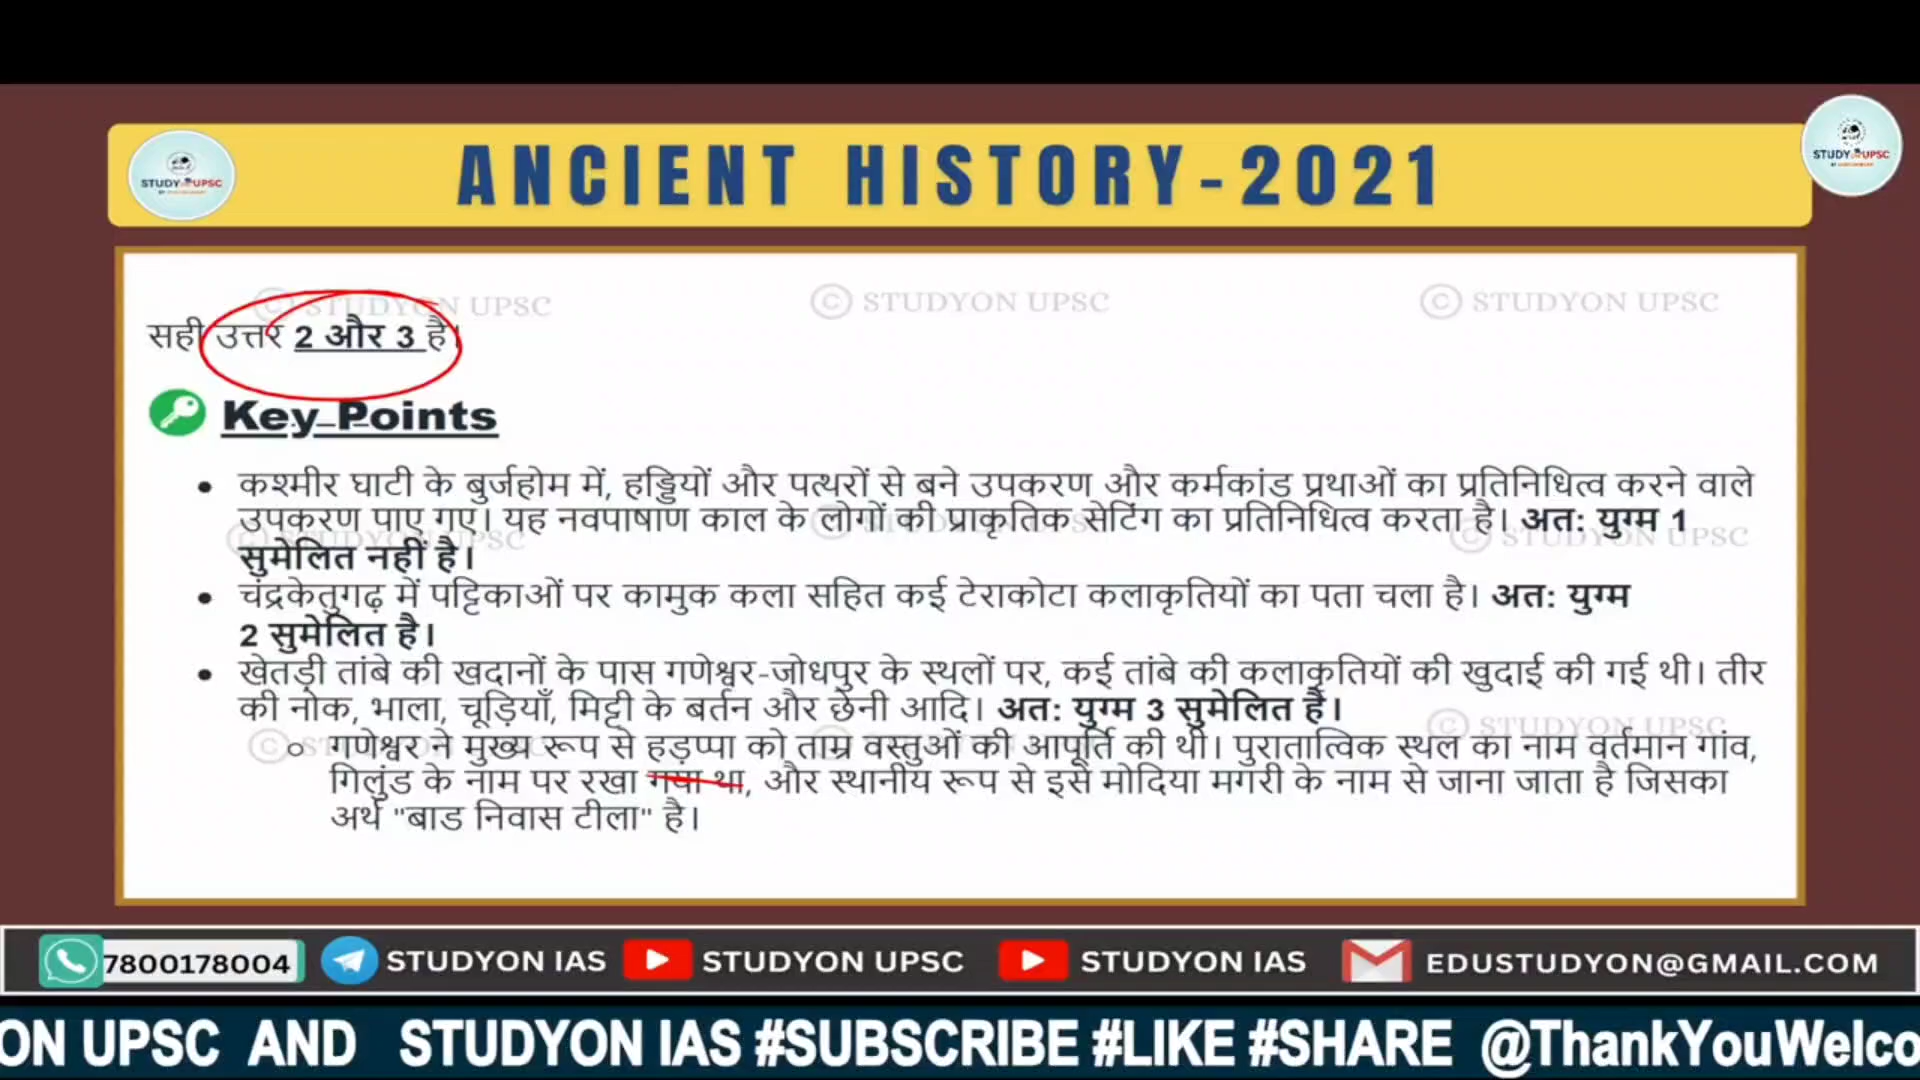 ANCIENT HISTORY-2021
STUDYON UPSC
STUDYON UPSC
© STUDYON UPSC © STUDYON UPSC © STUDYON UPSC
सही उत्तर 2 और 3 है।
Key Points
कश्मीर घाटी के बुर्जहोम में, हड्डियों और पत्थरों से बने उपकरण और कर्मकांड प्रथाओं का प्रतिनिधित्व करने वाले
उपकरण पाए गए। यह नवपाषाण काल के लोगों की प्राकृतिक सेटिंग का प्रतिनिधित्व करता है। अत: युग्म 1
सुमेलित नहीं है।
चंद्रकेतुगढ़ में पट्टिकाओं पर कामुक कला सहित कई टेराकोटा कलाकृतियों का पता चला है। अत: युग्म
2 सुमेलित है।
खेतड़ी तांबे की खदानों के पास गणेश्वर-जोधपुर के स्थलों पर, कई तांबे की कलाकृतियों की खुदाई की गई थी। तीर
की नोक, भाला, चूड़ियाँ, मिट्टी के बर्तन और छेनी आदि। अत: युग्म 3 सुमेलित है।
गणेश्वर ने मुख्य रूप से हड़प्पा को ताम्र वस्तुओं की आपूर्ति की थी। पुरातात्विक स्थल का नाम वर्तमान गांव,
गिलुंड के नाम पर रखा गया था, और स्थानीय रूप से इसे मोदिया मगरी के नाम से जाना जाता है जिसका
अर्थ "बाड निवास टीला" है।
7800178004 STUDYON IAS STUDYON UPSC STUDYON IAS EDUSTUDYON@GMAIL.COM
ON UPSC AND STUDYON IAS #SUBSCRIBE #LIKE #SHARE @ThankYouWelco